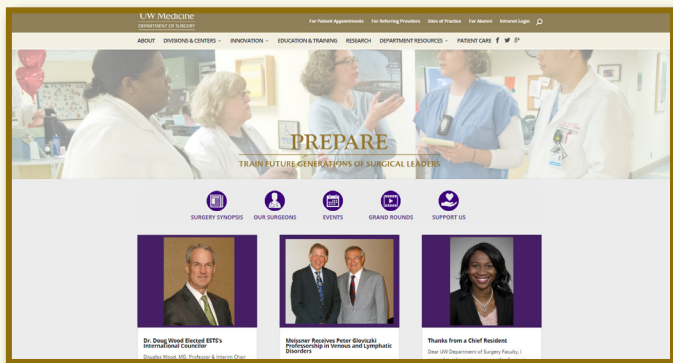 UW Medicine
DEPARTMENT OF SURGERY
For Patient Appointments For Referring Providers Sites of Practice For Alumni Intranet Login
ABOUT DIVISIONS & CENTERS INNOVATION EDUCATION & TRAINING RESEARCH DEPARTMENT RESOURCES PATIENT CARE
PREPARE
TRAIN FUTURE GENERATIONS OF SURGICAL LEADERS
SURGERY SYNOPSIS OUR SURGEONS EVENTS GRAND ROUNDS SUPPORT US
Dr. Doug Wood Elected ESTS's
International Councilor
Douglas Wood, MD, Professor & Interim Chair
Meissner Receives Peter Gloviczki
Professorship in Venous and Lymphatic
Disorders
Thanks from a Chief Resident
Dear UW Department of Surgery Faculty, I